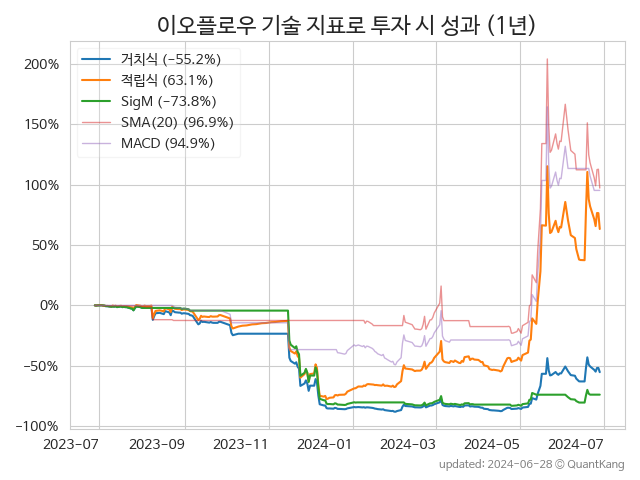 이오플로우 기술 지표로 투자 시 성과 (1년)
거치식 (−55.2%)
적립식 (63.1%)
SigM (−73.8%)
SMA(20) (96.9%)
MACD (94.9%)
200%
150%
100%
50%
0%
−50%
−100%
2023-07 2023-09 2023-11 2024-01 2024-03 2024-05 2024-07
updated: 2024-06-28 © QuantKang